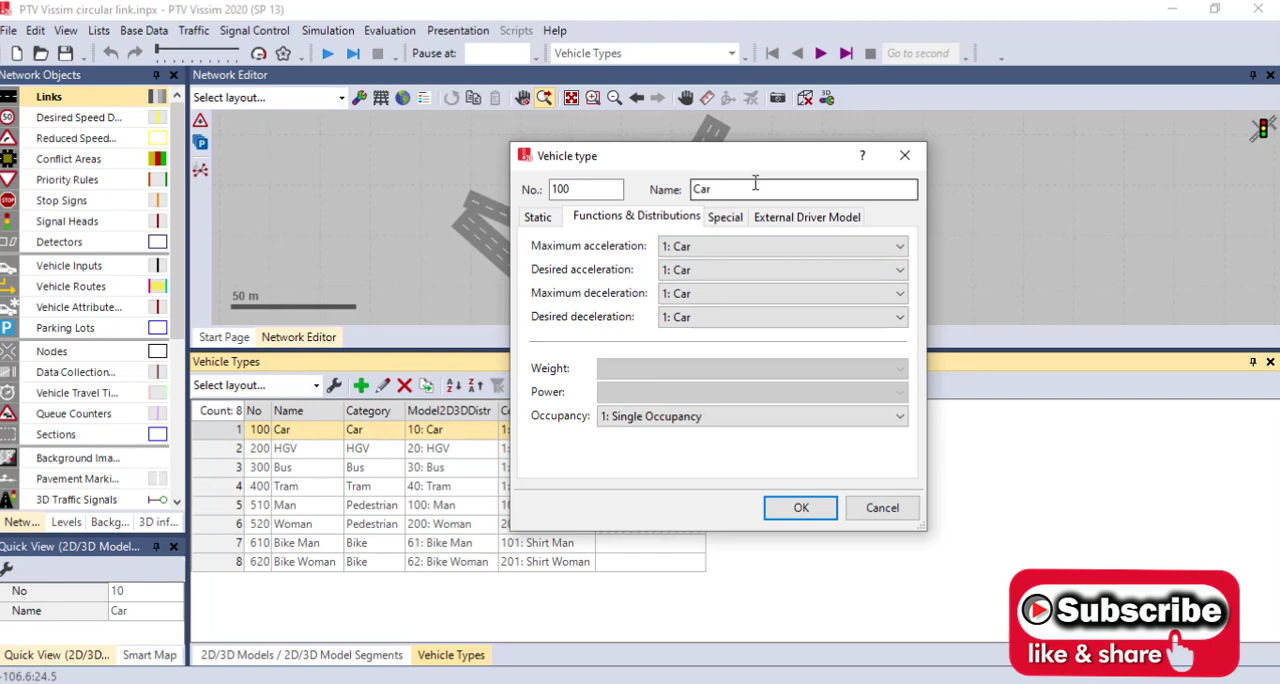 PTV Vissim circular link.inpx - PTV Vissim 2020 (SP 13)
File Edit View Lists Base Data Traffic Signal Control Simulation Evaluation Presentation Scripts Help
Pause at: Vehicle Types Go to second
Network Objects
Links
Desired Speed D...
Reduced Speed...
Conflict Areas
Priority Rules
Stop Signs
Signal Heads
Detectors
Vehicle Inputs
Vehicle Routes
Vehicle Attribute...
Parking Lots
Nodes
Data Collection...
Vehicle Travel Ti...
Queue Counters
Sections
Background Ima...
Pavement Marki...
3D Traffic Signals
Netw... Levels Backg... 3D inf...
Quick View (2D/3D Model...
No 10
Name Car
Quick View (2D/3D... Smart Map
-106.6:24.5
Network Editor
Select layout...
50 m
Start Page Network Editor
Vehicle Types
Select layout...
Count: 8 No Name Category Model2D3DDistr
1 100 Car Car 10: Car 1:
2 200 HGV HGV 20: HGV
3 300 Bus Bus 30: Bus
4 400 Tram Tram 40: Tram
5 510 Man Pedestrian 100: Man
6 520 Woman Pedestrian 200: Woman
7 610 Bike Man Bike 61: Bike Man 101: Shirt Man
8 620 Bike Woman Bike 62: Bike Woman 201: Shirt Woman
2D/3D Models / 2D/3D Model Segments Vehicle Types
Vehicle type
No.: 100 Name: Car
Static Functions & Distributions Special External Driver Model
Maximum acceleration: 1: Car
Desired acceleration: 1: Car
Maximum deceleration: 1: Car
Desired deceleration: 1: Car
Weight:
Power:
Occupancy: 1: Single Occupancy
OK Cancel
Subscribe
like & share